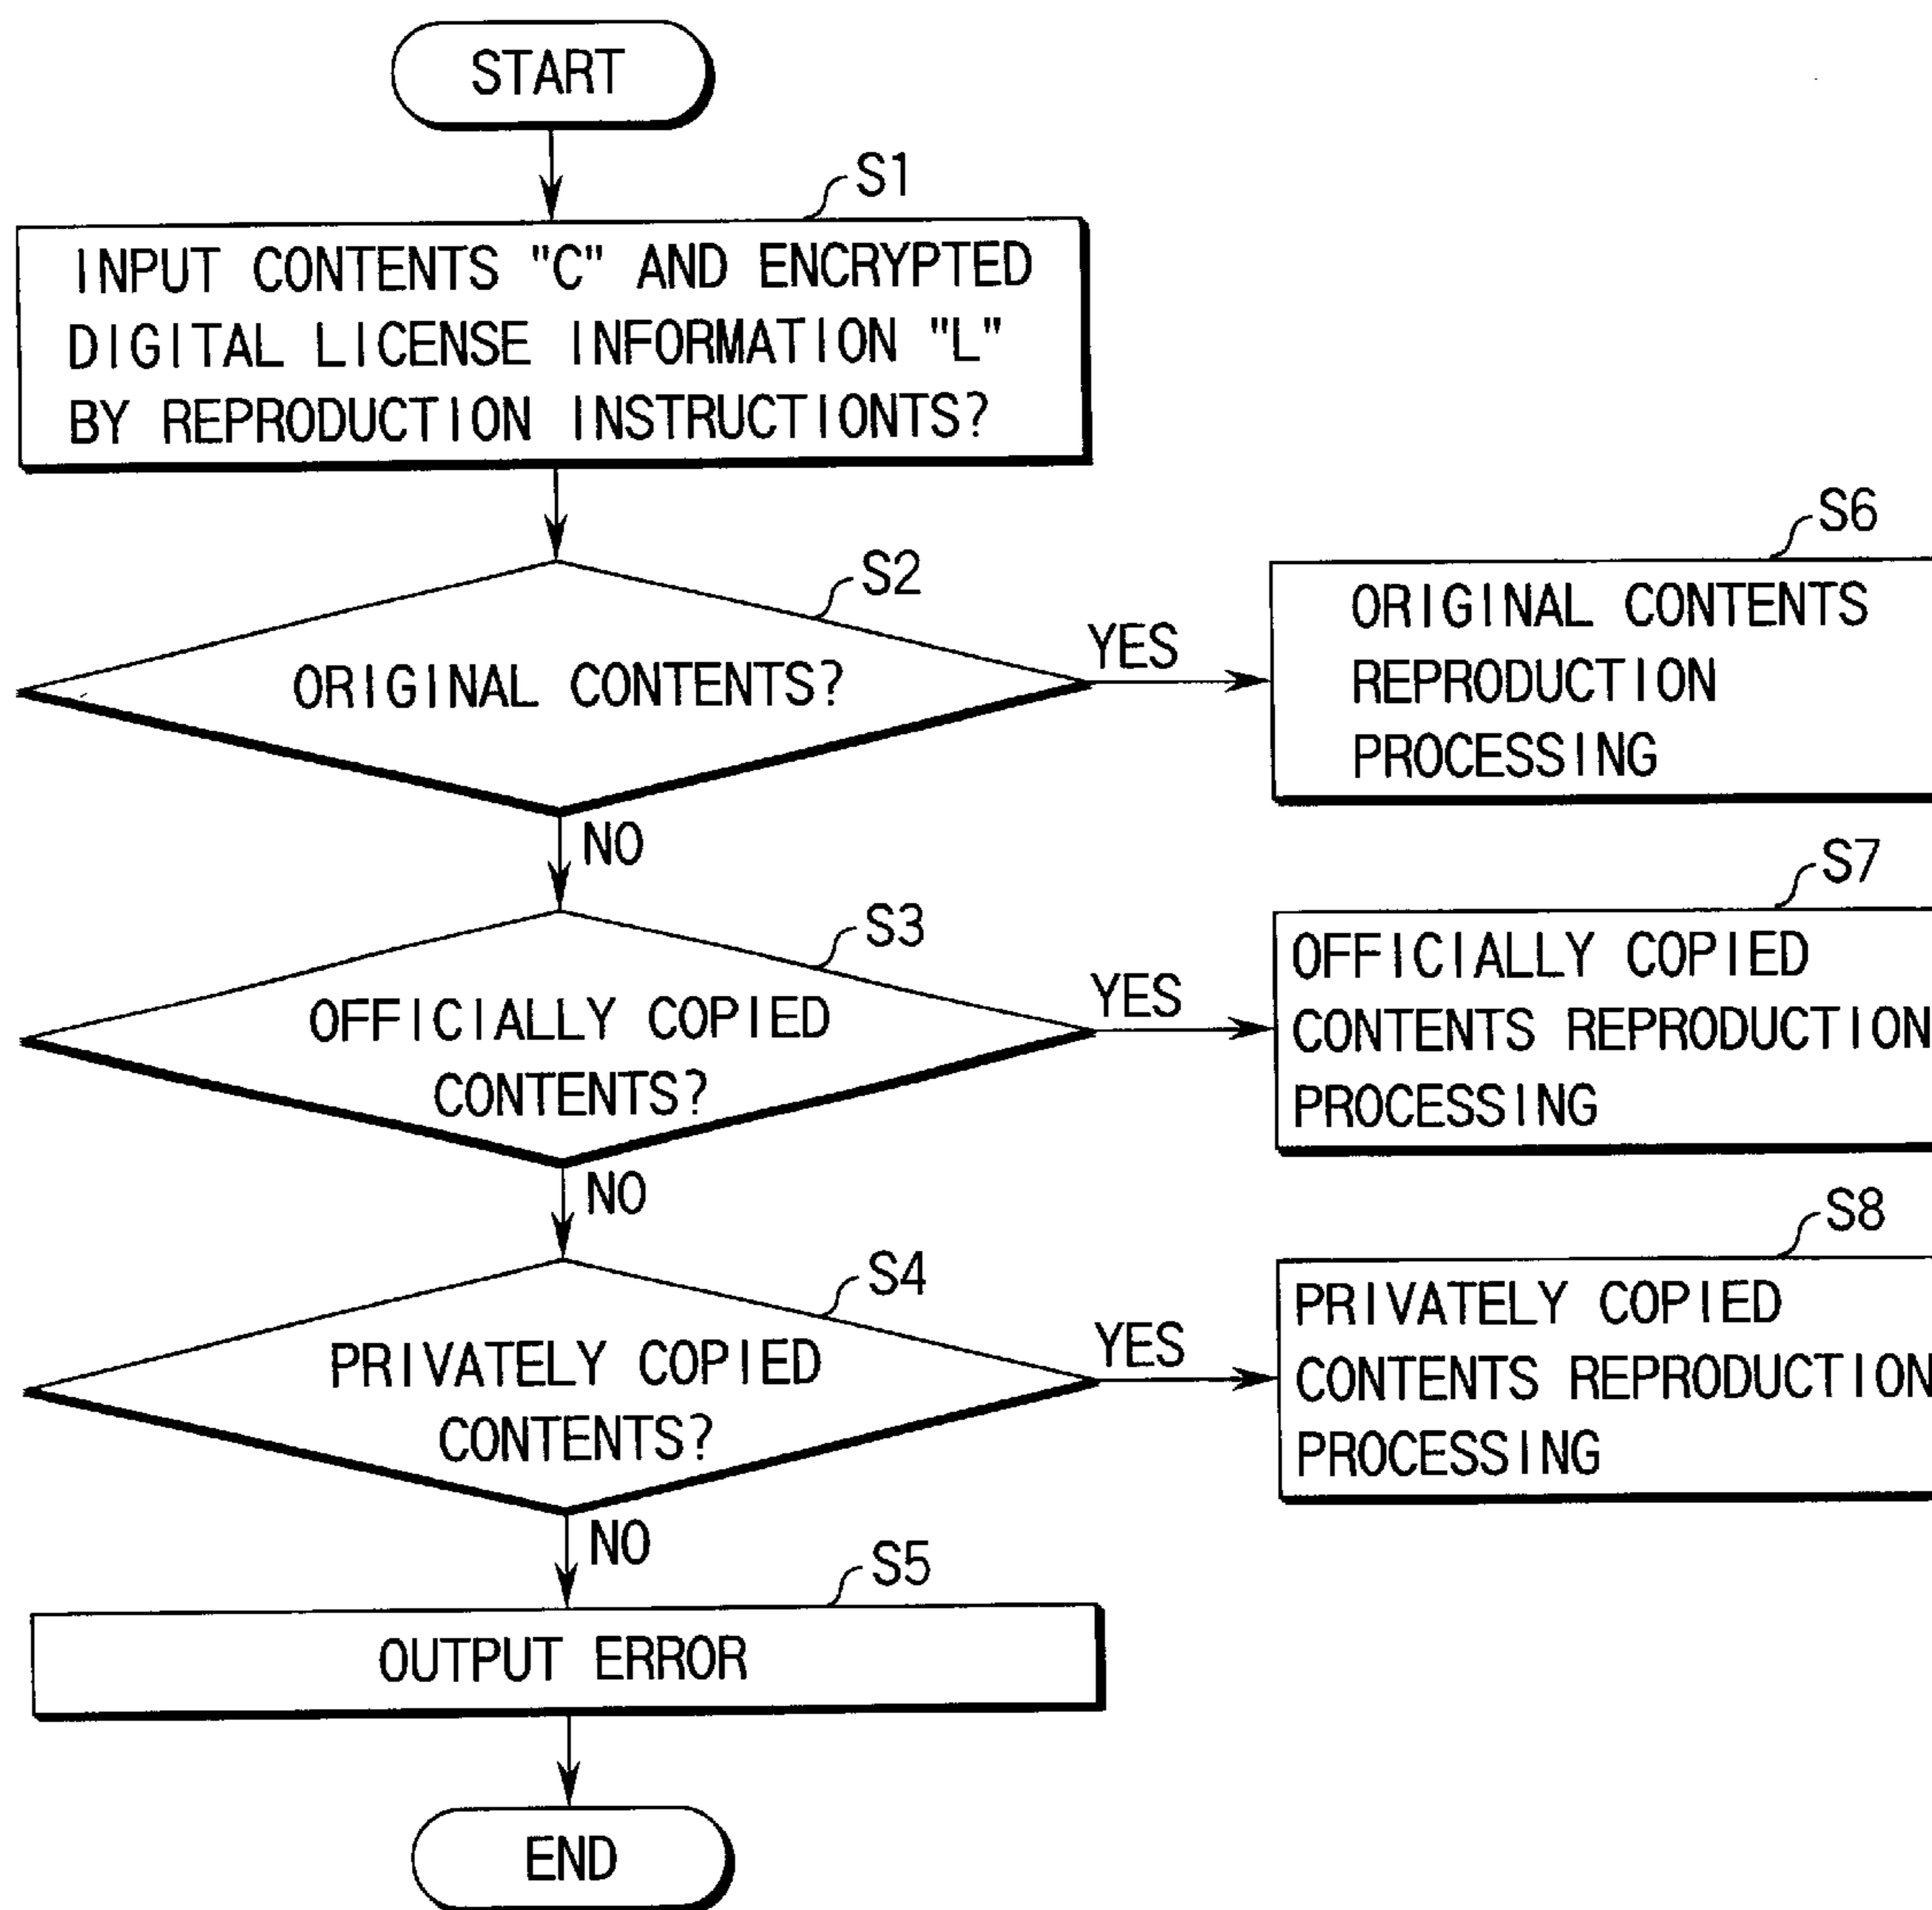 START
S1
INPUT CONTENTS "C" AND ENCRYPTED
DIGITAL LICENSE INFORMATION "L"
BY REPRODUCTION INSTRUCTIONTS?
S2
ORIGINAL CONTENTS?
YES
S6
ORIGINAL CONTENTS
REPRODUCTION
PROCESSING
NO
S3
OFFICIALLY COPIED
CONTENTS?
YES
S7
OFFICIALLY COPIED
CONTENTS REPRODUCTION
PROCESSING
NO
S4
PRIVATELY COPIED
CONTENTS?
YES
S8
PRIVATELY COPIED
CONTENTS REPRODUCTION
PROCESSING
NO
S5
OUTPUT ERROR
END